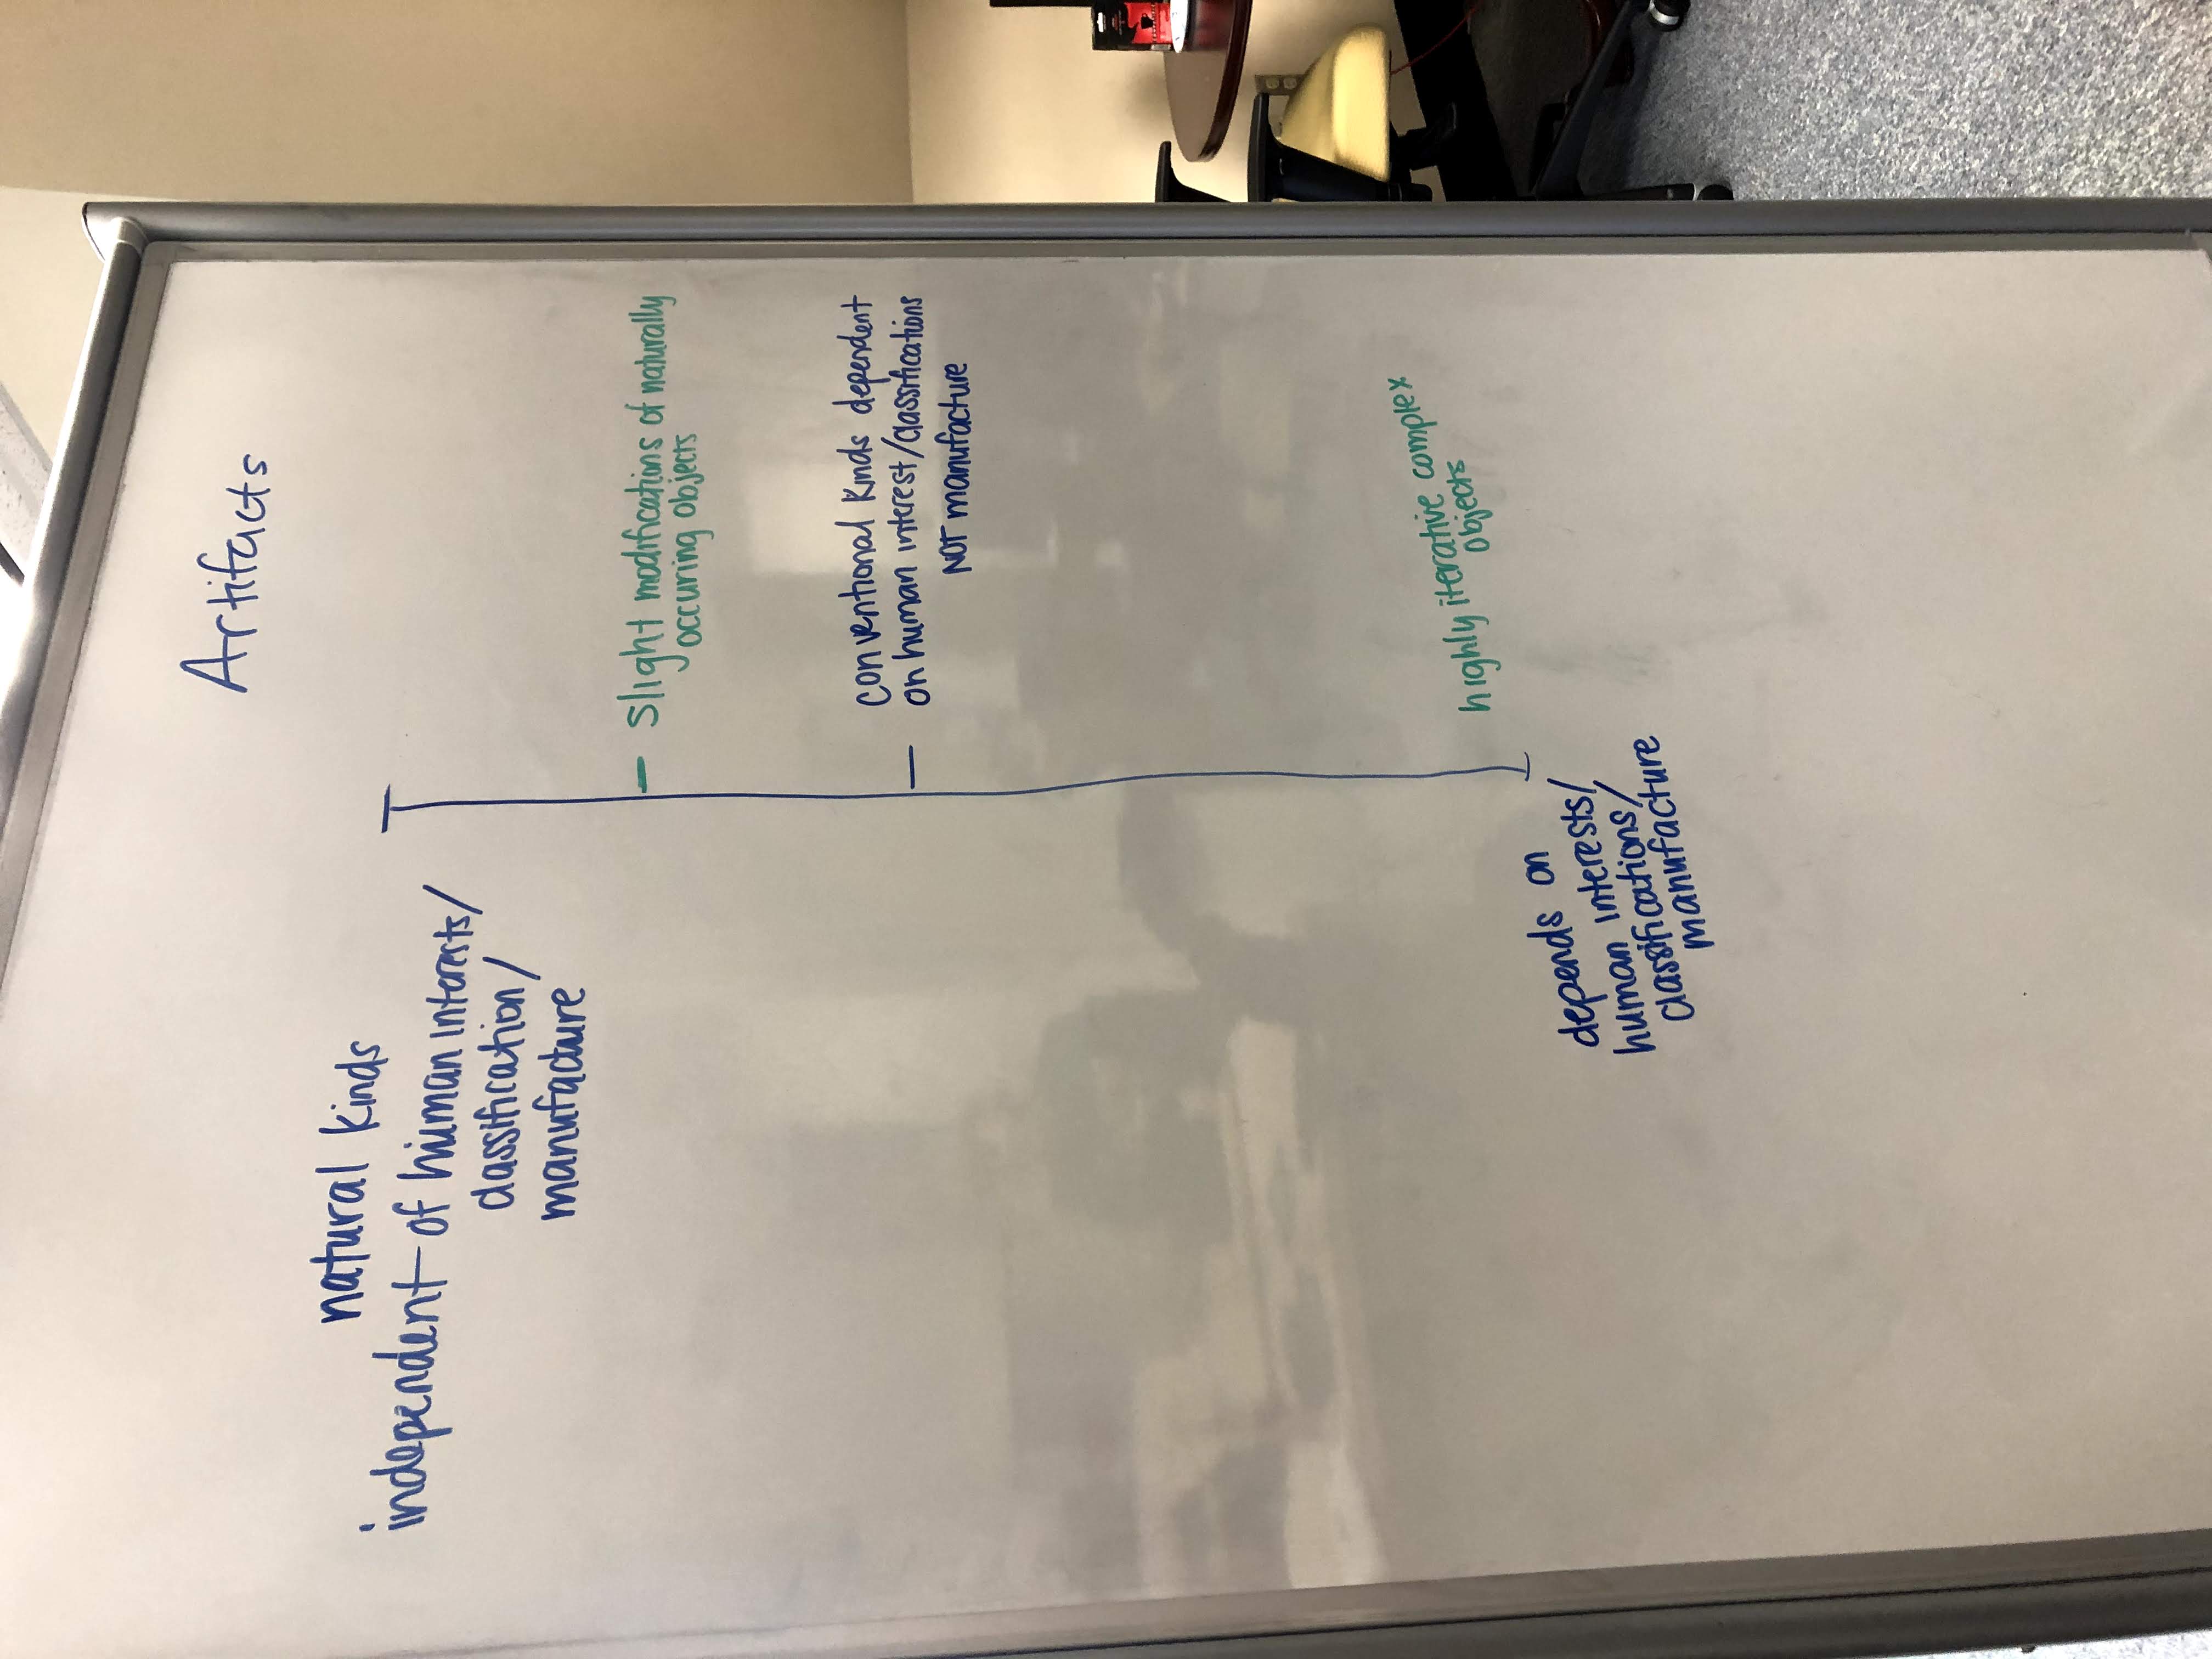 Artifacts
natural kinds
independent of human interests/
classification/
manufacture
slight modifications of naturally
occuring objects
conventional kinds dependent
on human interest/classifications
NOT manufacture
highly iterative complex
objects
depends on
human interests/
classifications/
manufacture